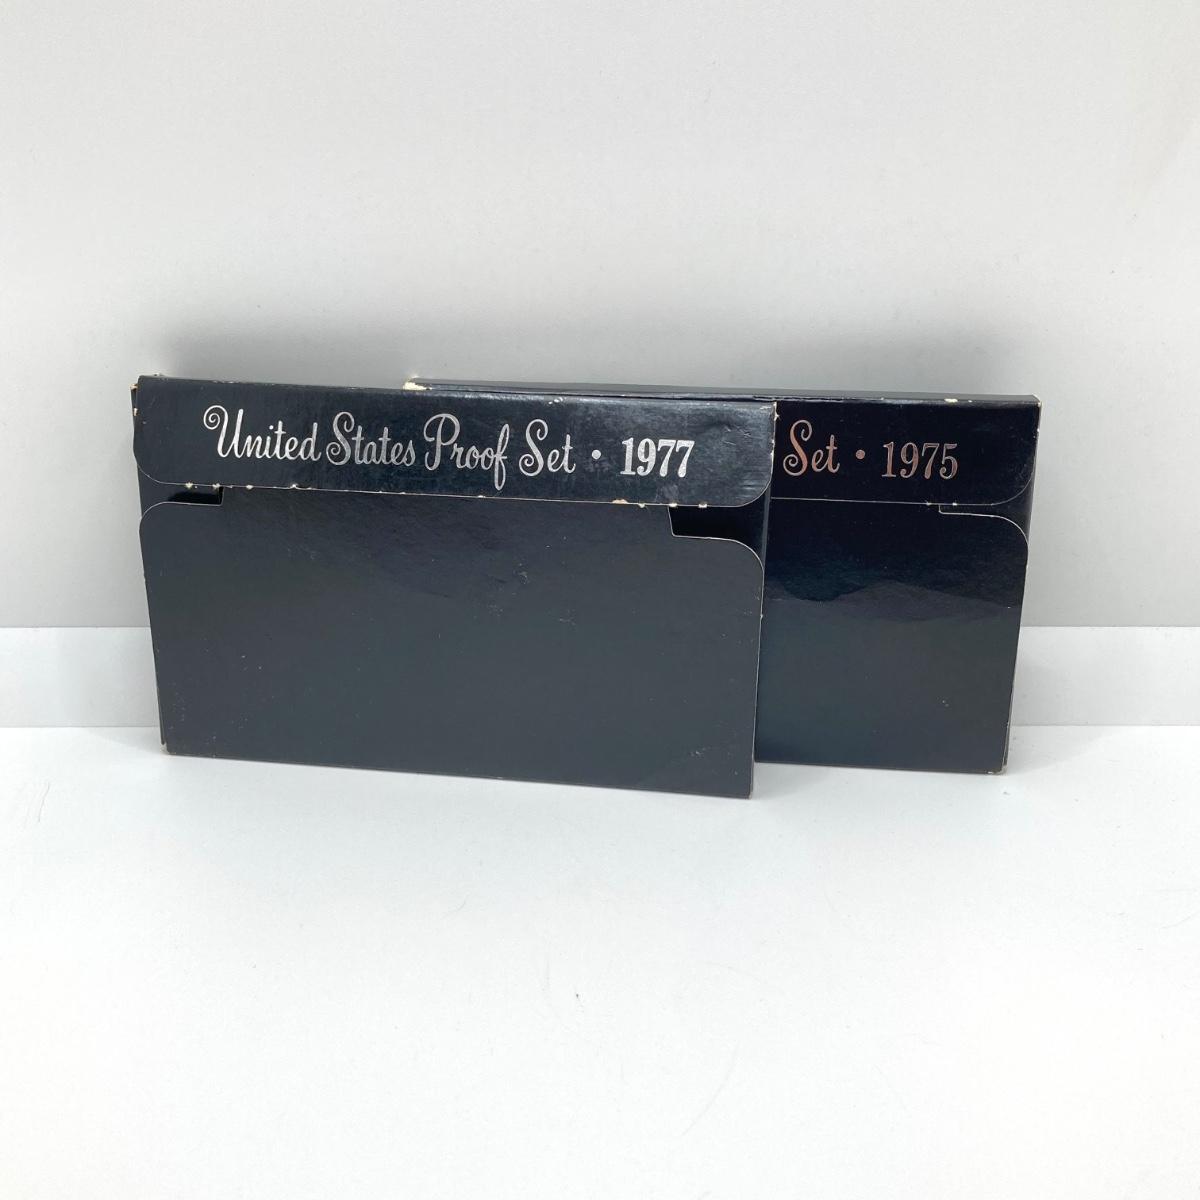 United States Proof Set · 1977
Set · 1975